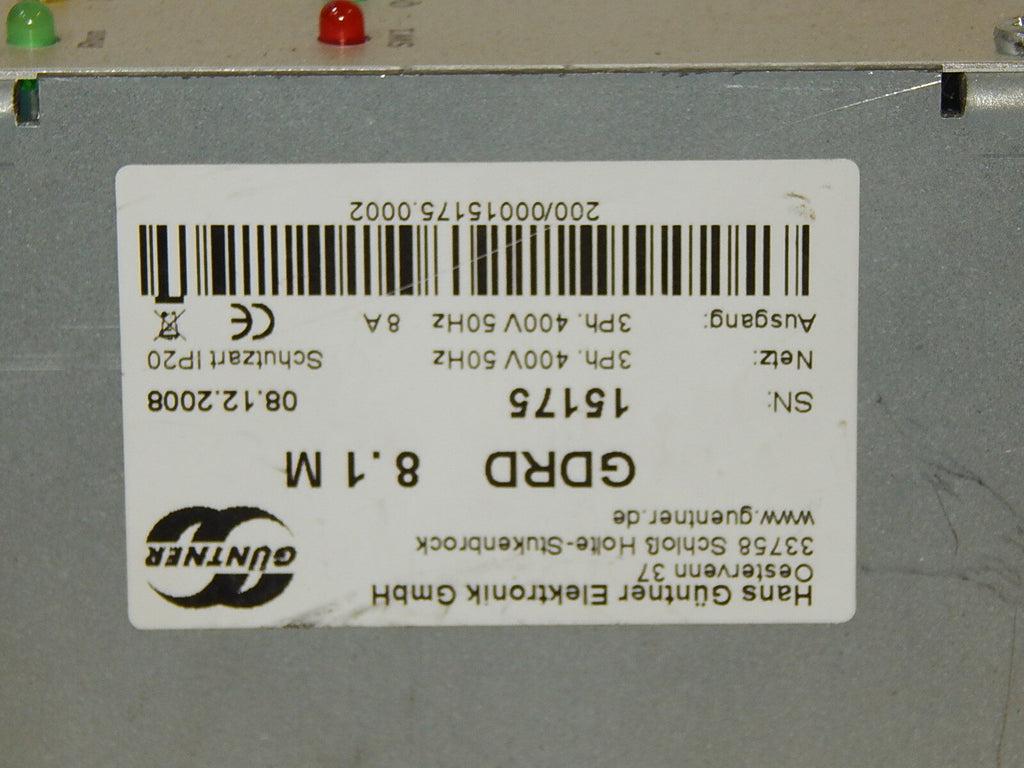 Hans Güntner Elektronik GmbH
Oestervenn 37
33758 Schloß Holte-Stukenbrock
www.guentner.de
GÜNTNER
GDRD 8.1 M
SN: 15175 08.12.2008
Netz: 3Ph. 400V 50Hz Schutzart IP20
Ausgang: 3Ph. 400V 50Hz 8 A CE
200/00015175.0002